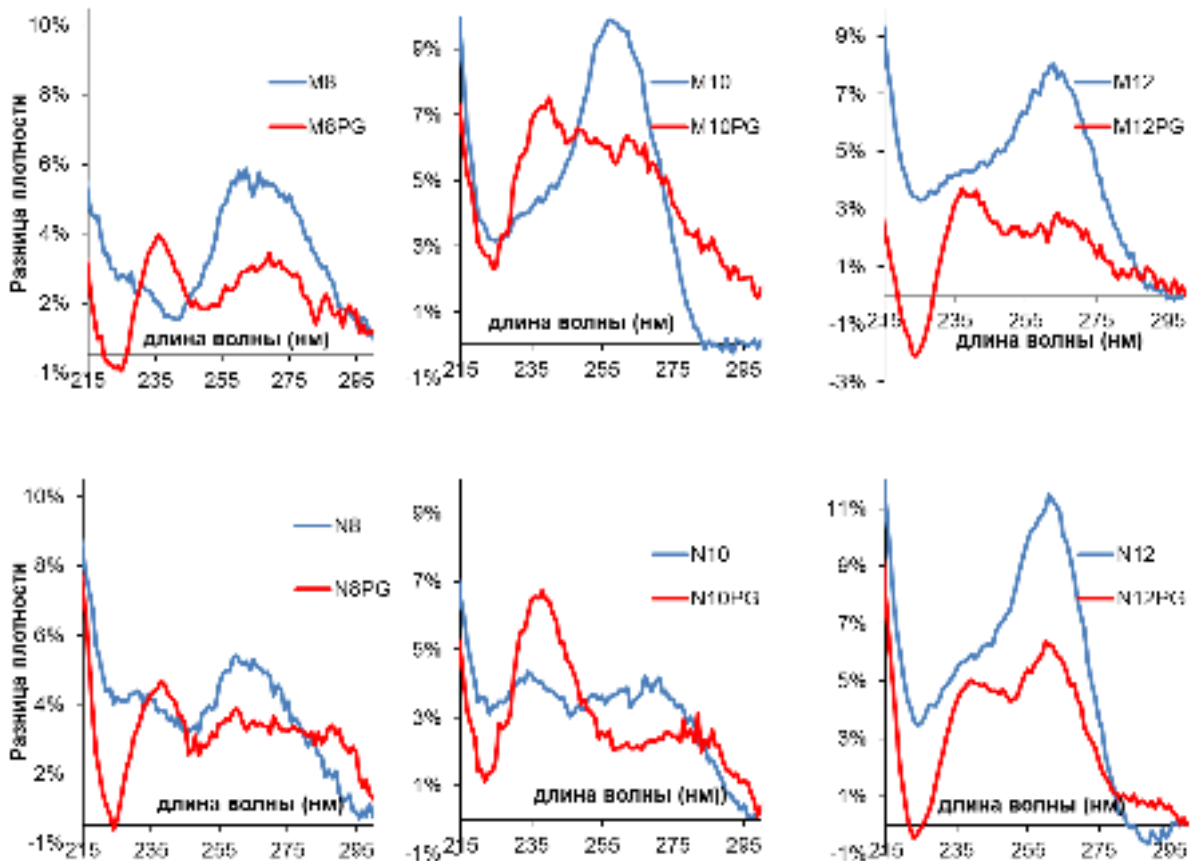 Разница плотности
10%
8%
6%
4%
2%
-1%
M8
M8PG
длина волны (нм)
215 235 255 275 295
9%
7%
5%
3%
1%
-1%
M10
M10PG
длина волны (нм)
215 235 255 275 295
9%
7%
5%
3%
1%
-1%
-3%
M12
M12PG
215 235 255 275 295
длина волны (нм)
Разница плотности
10%
8%
6%
4%
2%
-1%
N8
N8PG
длина волны (нм)
215 235 255 275 295
9%
7%
5%
3%
1%
-1%
N10
N10PG
длина волны (нм))
215 235 255 275 295
11%
9%
7%
5%
3%
1%
-1%
N12
N12PG
длина волны (нм)
215 235 255 275 295